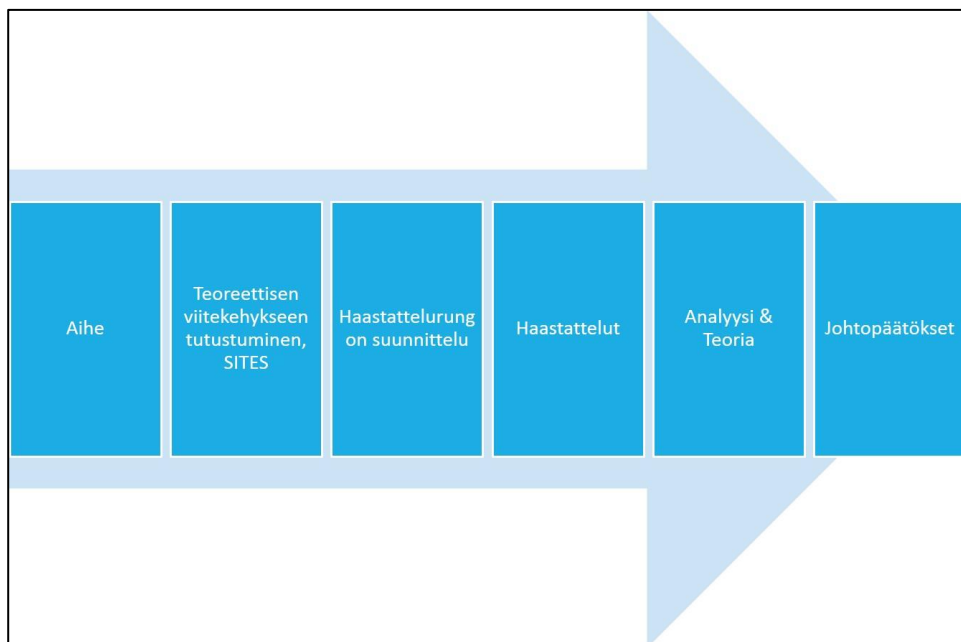 Aihe
Teoreettisen
viitekehykseen
tutustuminen,
SITES
Haastattelurung
on suunnittelu
Haastattelut
Analyysi &
Teoria
Johtopäätökset